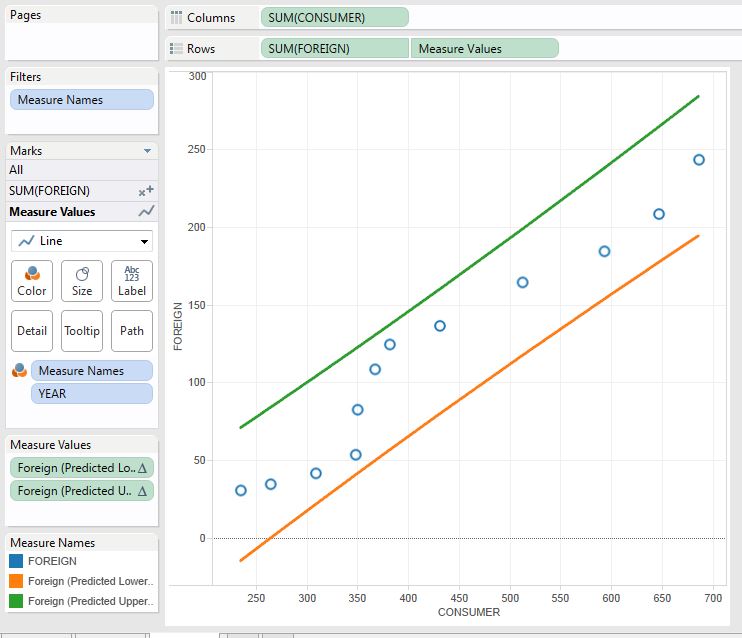 Pages
Columns SUM(CONSUMER)
Rows SUM(FOREIGN) Measure Values
Filters
Measure Names
Marks
All
SUM(FOREIGN)
Measure Values
Line
Color Size Abc 123 Label
Detail Tooltip Path
Measure Names
YEAR
Measure Values
Foreign (Predicted Lo.. Δ
Foreign (Predicted U.. Δ
Measure Names
FOREIGN
Foreign (Predicted Lower..
Foreign (Predicted Upper..
300
250
200
150
100
50
0
FOREIGN
250 300 350 400 450 500 550 600 650 700
CONSUMER